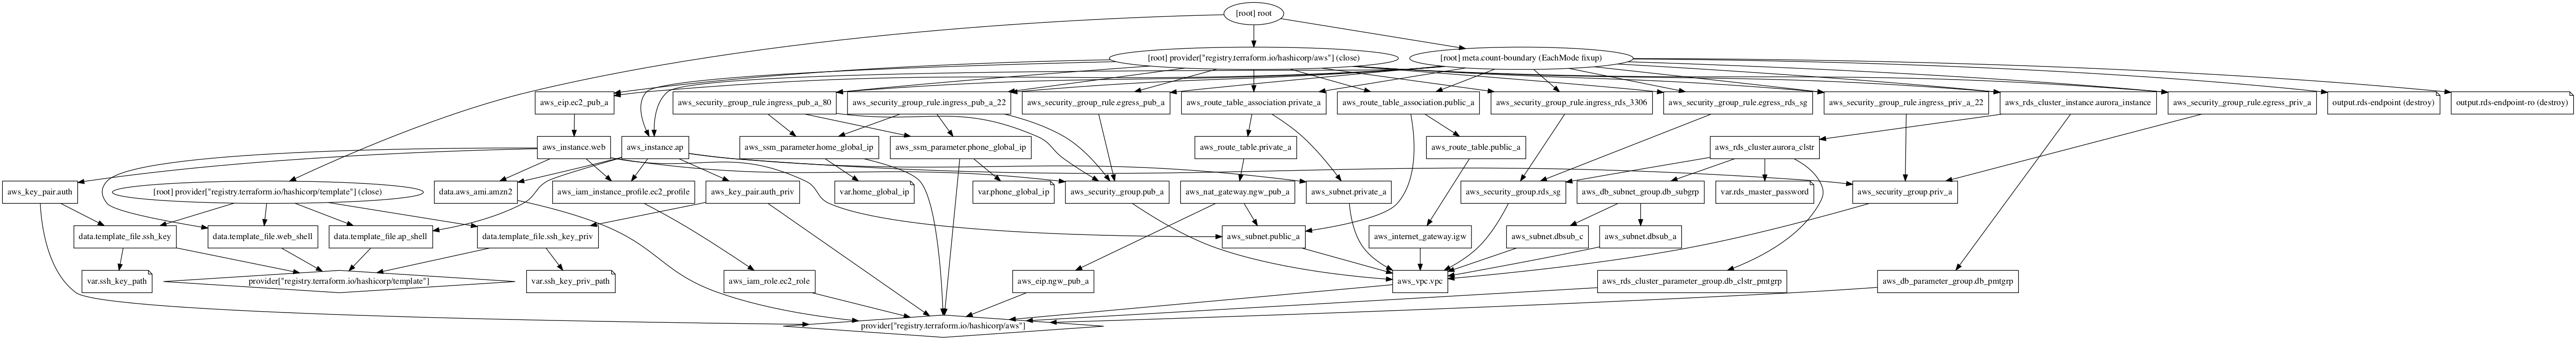 [root] root
[root] provider["registry.terraform.io/hashicorp/aws"] (close)
[root] meta.count-boundary (EachMode fixup)
aws_eip.ec2_pub_a
aws_security_group_rule.ingress_pub_a_80
aws_security_group_rule.ingress_pub_a_22
aws_security_group_rule.egress_pub_a
aws_route_table_association.private_a
aws_route_table_association.public_a
aws_security_group_rule.ingress_rds_3306
aws_security_group_rule.egress_rds_sg
aws_security_group_rule.ingress_priv_a_22
aws_rds_cluster_instance.aurora_instance
aws_security_group_rule.egress_priv_a
output.rds-endpoint (destroy)
output.rds-endpoint-ro (destroy)
aws_instance.web
aws_instance.ap
aws_ssm_parameter.home_global_ip
aws_ssm_parameter.phone_global_ip
aws_route_table.private_a
aws_route_table.public_a
aws_rds_cluster.aurora_clstr
aws_key_pair.auth
[root] provider["registry.terraform.io/hashicorp/template"] (close)
data.aws_ami.amzn2
aws_iam_instance_profile.ec2_profile
aws_key_pair.auth_priv
var.home_global_ip
var.phone_global_ip
aws_security_group.pub_a
aws_nat_gateway.ngw_pub_a
aws_subnet.private_a
aws_security_group.rds_sg
aws_db_subnet_group.db_subgrp
var.rds_master_password
aws_security_group.priv_a
data.template_file.ssh_key
data.template_file.web_shell
data.template_file.ap_shell
data.template_file.ssh_key_priv
aws_subnet.public_a
aws_internet_gateway.igw
aws_subnet.dbsub_c
aws_subnet.dbsub_a
var.ssh_key_path
provider["registry.terraform.io/hashicorp/template"]
var.ssh_key_priv_path
aws_iam_role.ec2_role
aws_eip.ngw_pub_a
aws_vpc.vpc
aws_rds_cluster_parameter_group.db_clstr_pmtgrp
aws_db_parameter_group.db_pmtgrp
provider["registry.terraform.io/hashicorp/aws"]